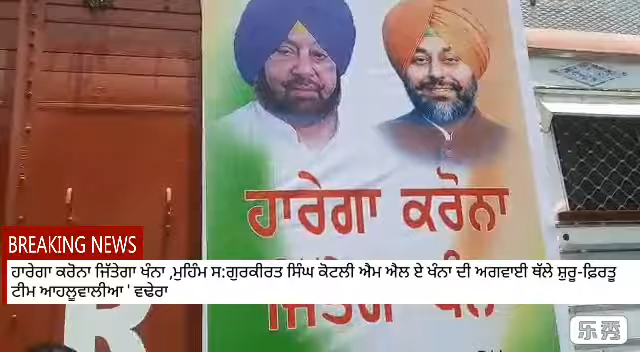 ਹਾਰੇਗਾ ਕਰੋਨਾ
BREAKING NEWS
ਹਾਰੇਗਾ ਕਰੋਨਾ ਜਿੱਤੇਗਾ ਖੰਨਾ ,ਮੁਹਿੰਮ ਸ:ਗੁਰਕੀਰਤ ਸਿੰਘ ਕੋਟਲੀ ਐਮ ਐਲ ਏ ਖੰਨਾ ਦੀ ਅਗਵਾਈ ਥੱਲੇ ਸ਼ੁਰੂ-ਫ਼ਿਰਤੂ
ਟੀਮ ਆਹਲੂਵਾਲੀਆ ' ਵਢੇਰਾ
R
乐秀